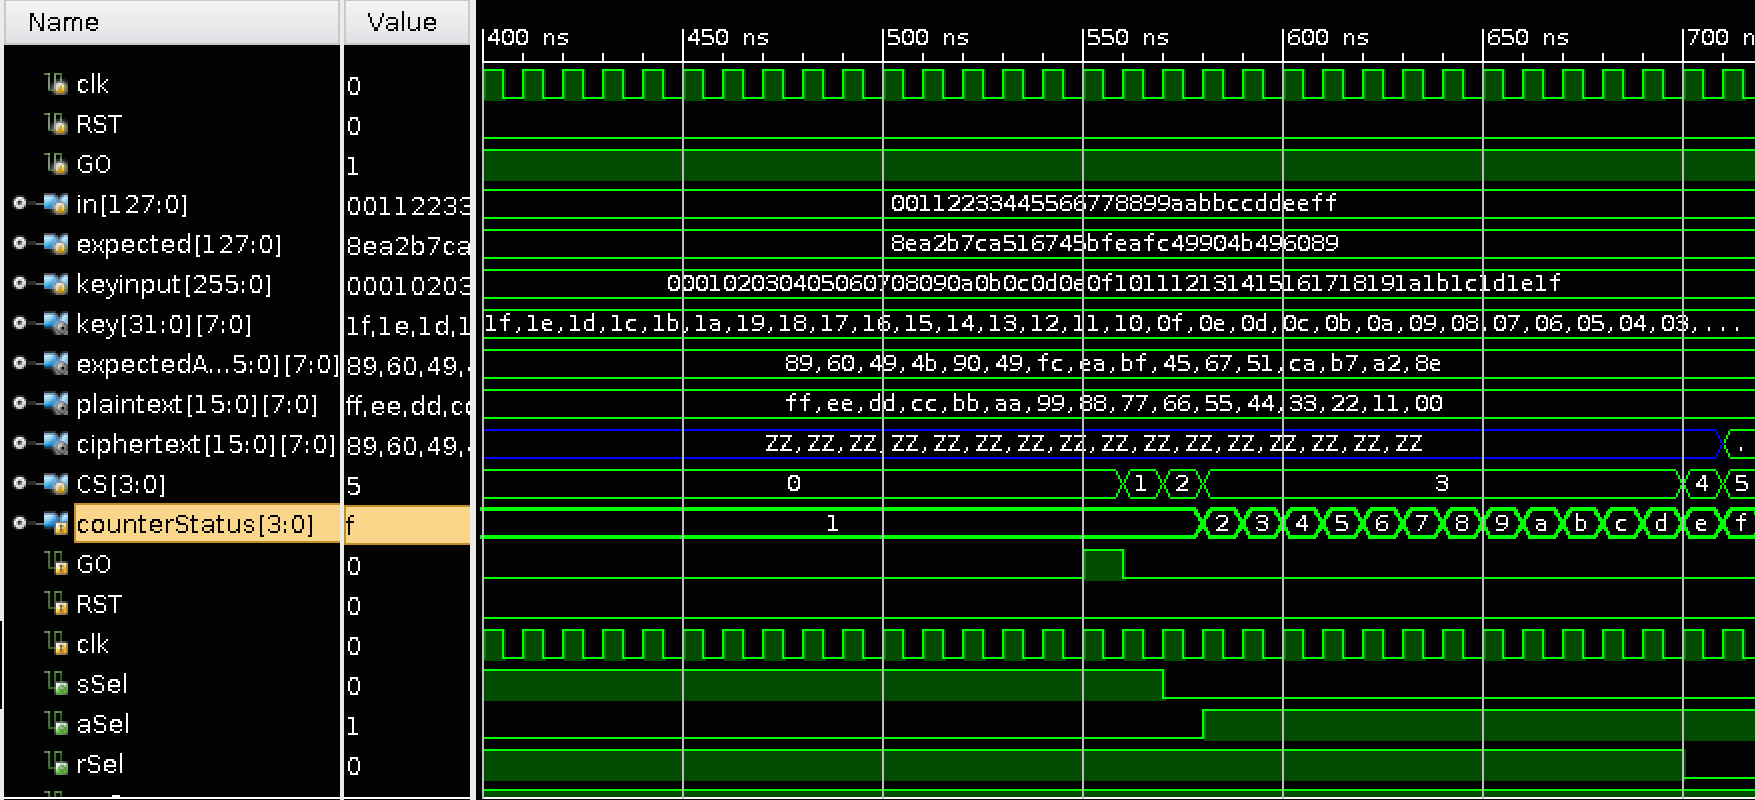 Name Value
400 ns 450 ns 500 ns 550 ns 600 ns 650 ns 700 n
clk 0
RST 0
GO 1
in[127:0] 00112233 00112233445566778899aabbccddeeff
expected[127:0] 8ea2b7ca 8ea2b7ca516745bfeafc49904b496089
keyinput[255:0] 00010203 000102030405060708090a0b0c0d0e0f101112131415161718191a1b1c1d1e1f
key[31:0][7:0] 1f,1e,1d,1 1f,1e,1d,1c,1b,1a,19,18,17,16,15,14,13,12,11,10,0f,0e,0d,0c,0b,0a,09,08,07,06,05,04,03,....
expectedA...5:0][7:0] 89,60,49, 89,60,49,4b,90,49,fc,ea,bf,45,67,51,ca,b7,a2,8e
plaintext[15:0][7:0] ff,ee,dd,cc ff,ee,dd,cc,bb,aa,99,88,77,66,55,44,33,22,11,00
ciphertext[15:0][7:0] 89,60,49, ZZ,ZZ,ZZ,ZZ,ZZ,ZZ,ZZ,ZZ,ZZ,ZZ,ZZ,ZZ,ZZ,ZZ,ZZ,ZZ .
CS[3:0] 5 0 1 2 3 4 5
counterStatus[3:0] f 1 2 3 4 5 6 7 8 9 a b c d e f
GO 0
RST 0
clk 0
sSel 0
aSel 1
rSel 0